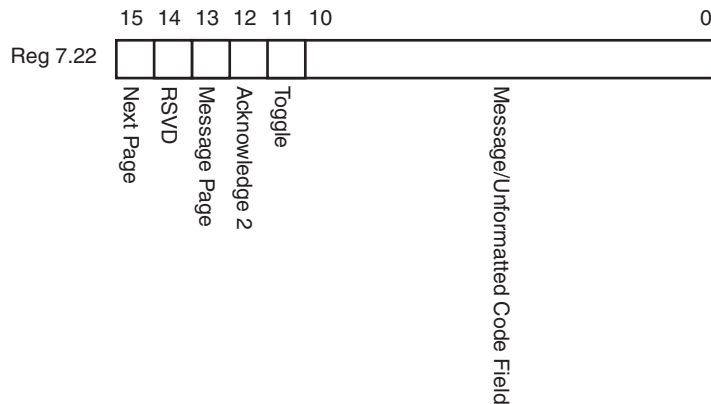 15 14 13 12 11 10 0
Reg 7.22
Next Page
RSVD
Message Page
Acknowledge 2
Toggle
Message/Unformatted Code Field